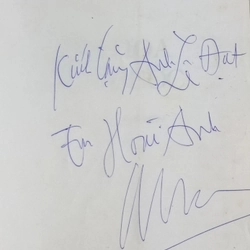 Kính tặng Anh Lê Đạt
Em Hoài Anh